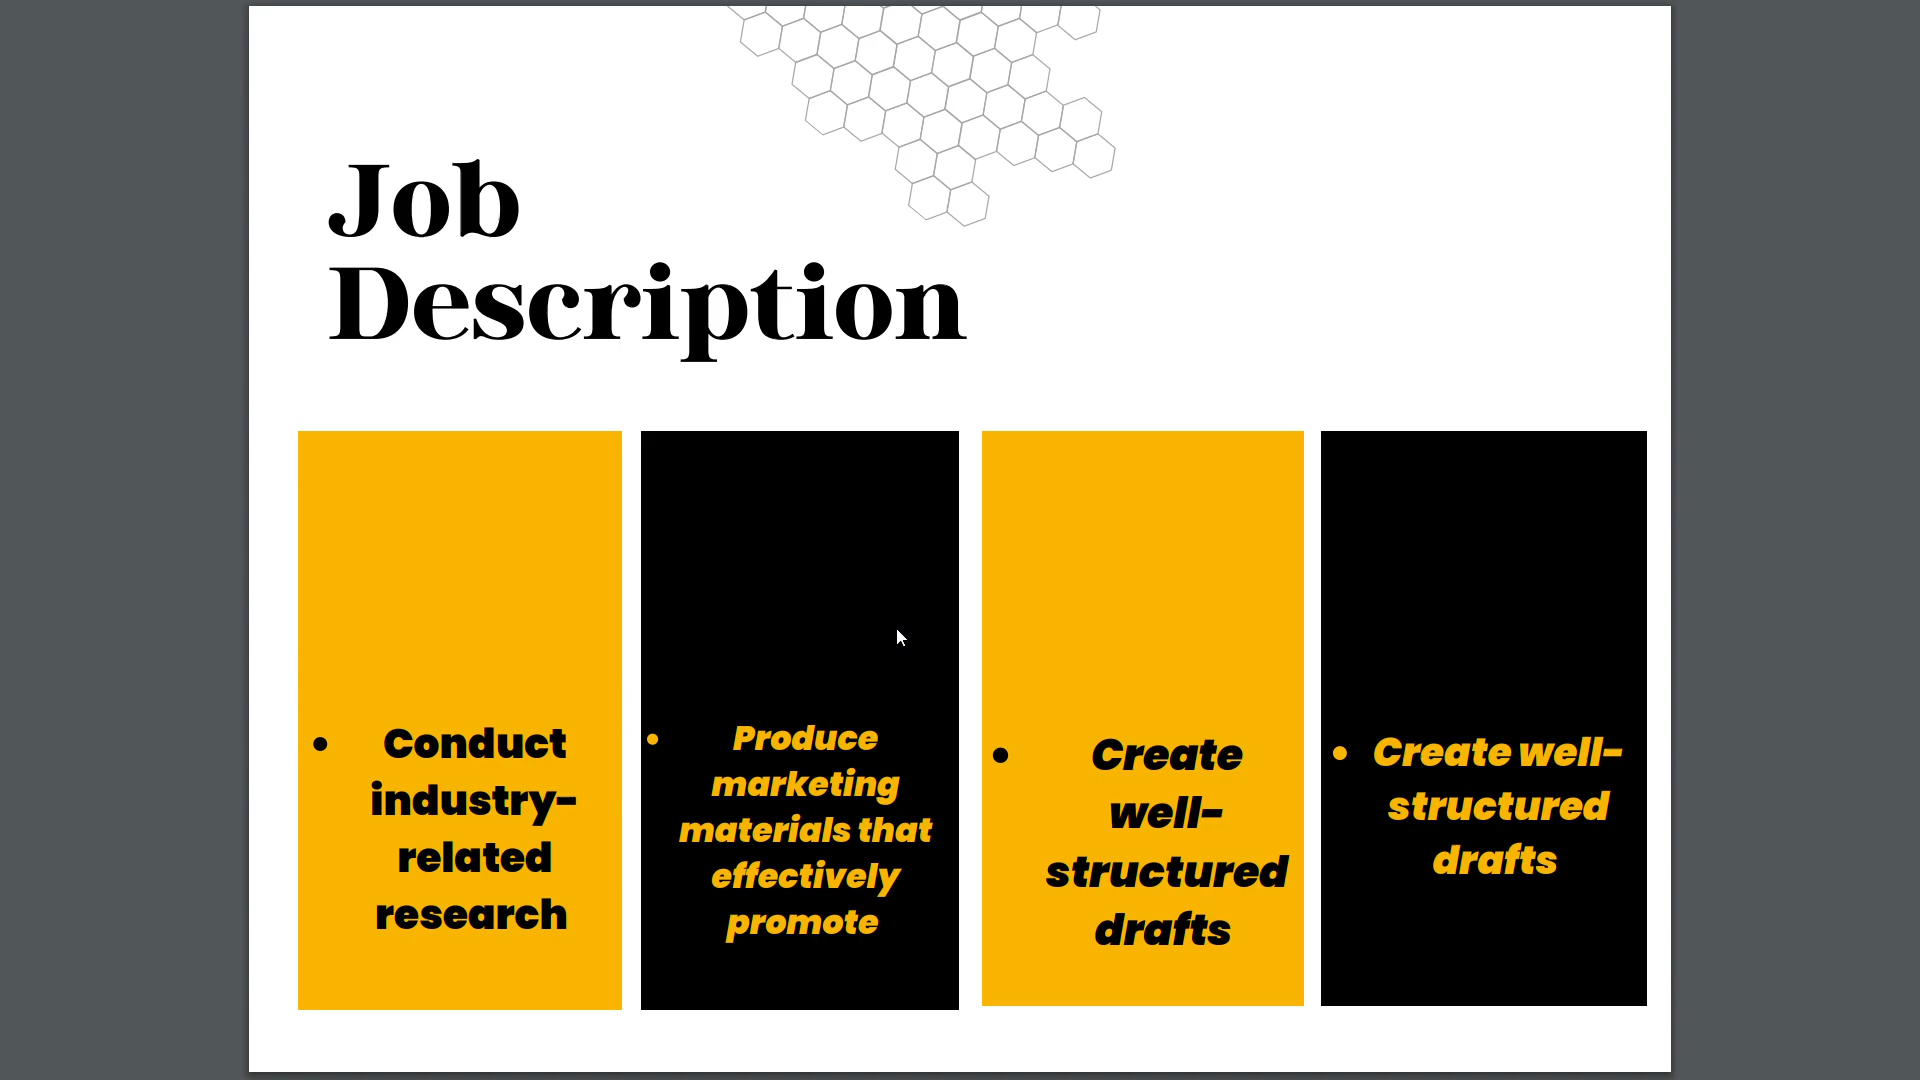 Job
Description
• Conduct
industry-
related
research
• Produce
marketing
materials that
effectively
promote
• Create
well-
structured
drafts
• Create well-
structured
drafts